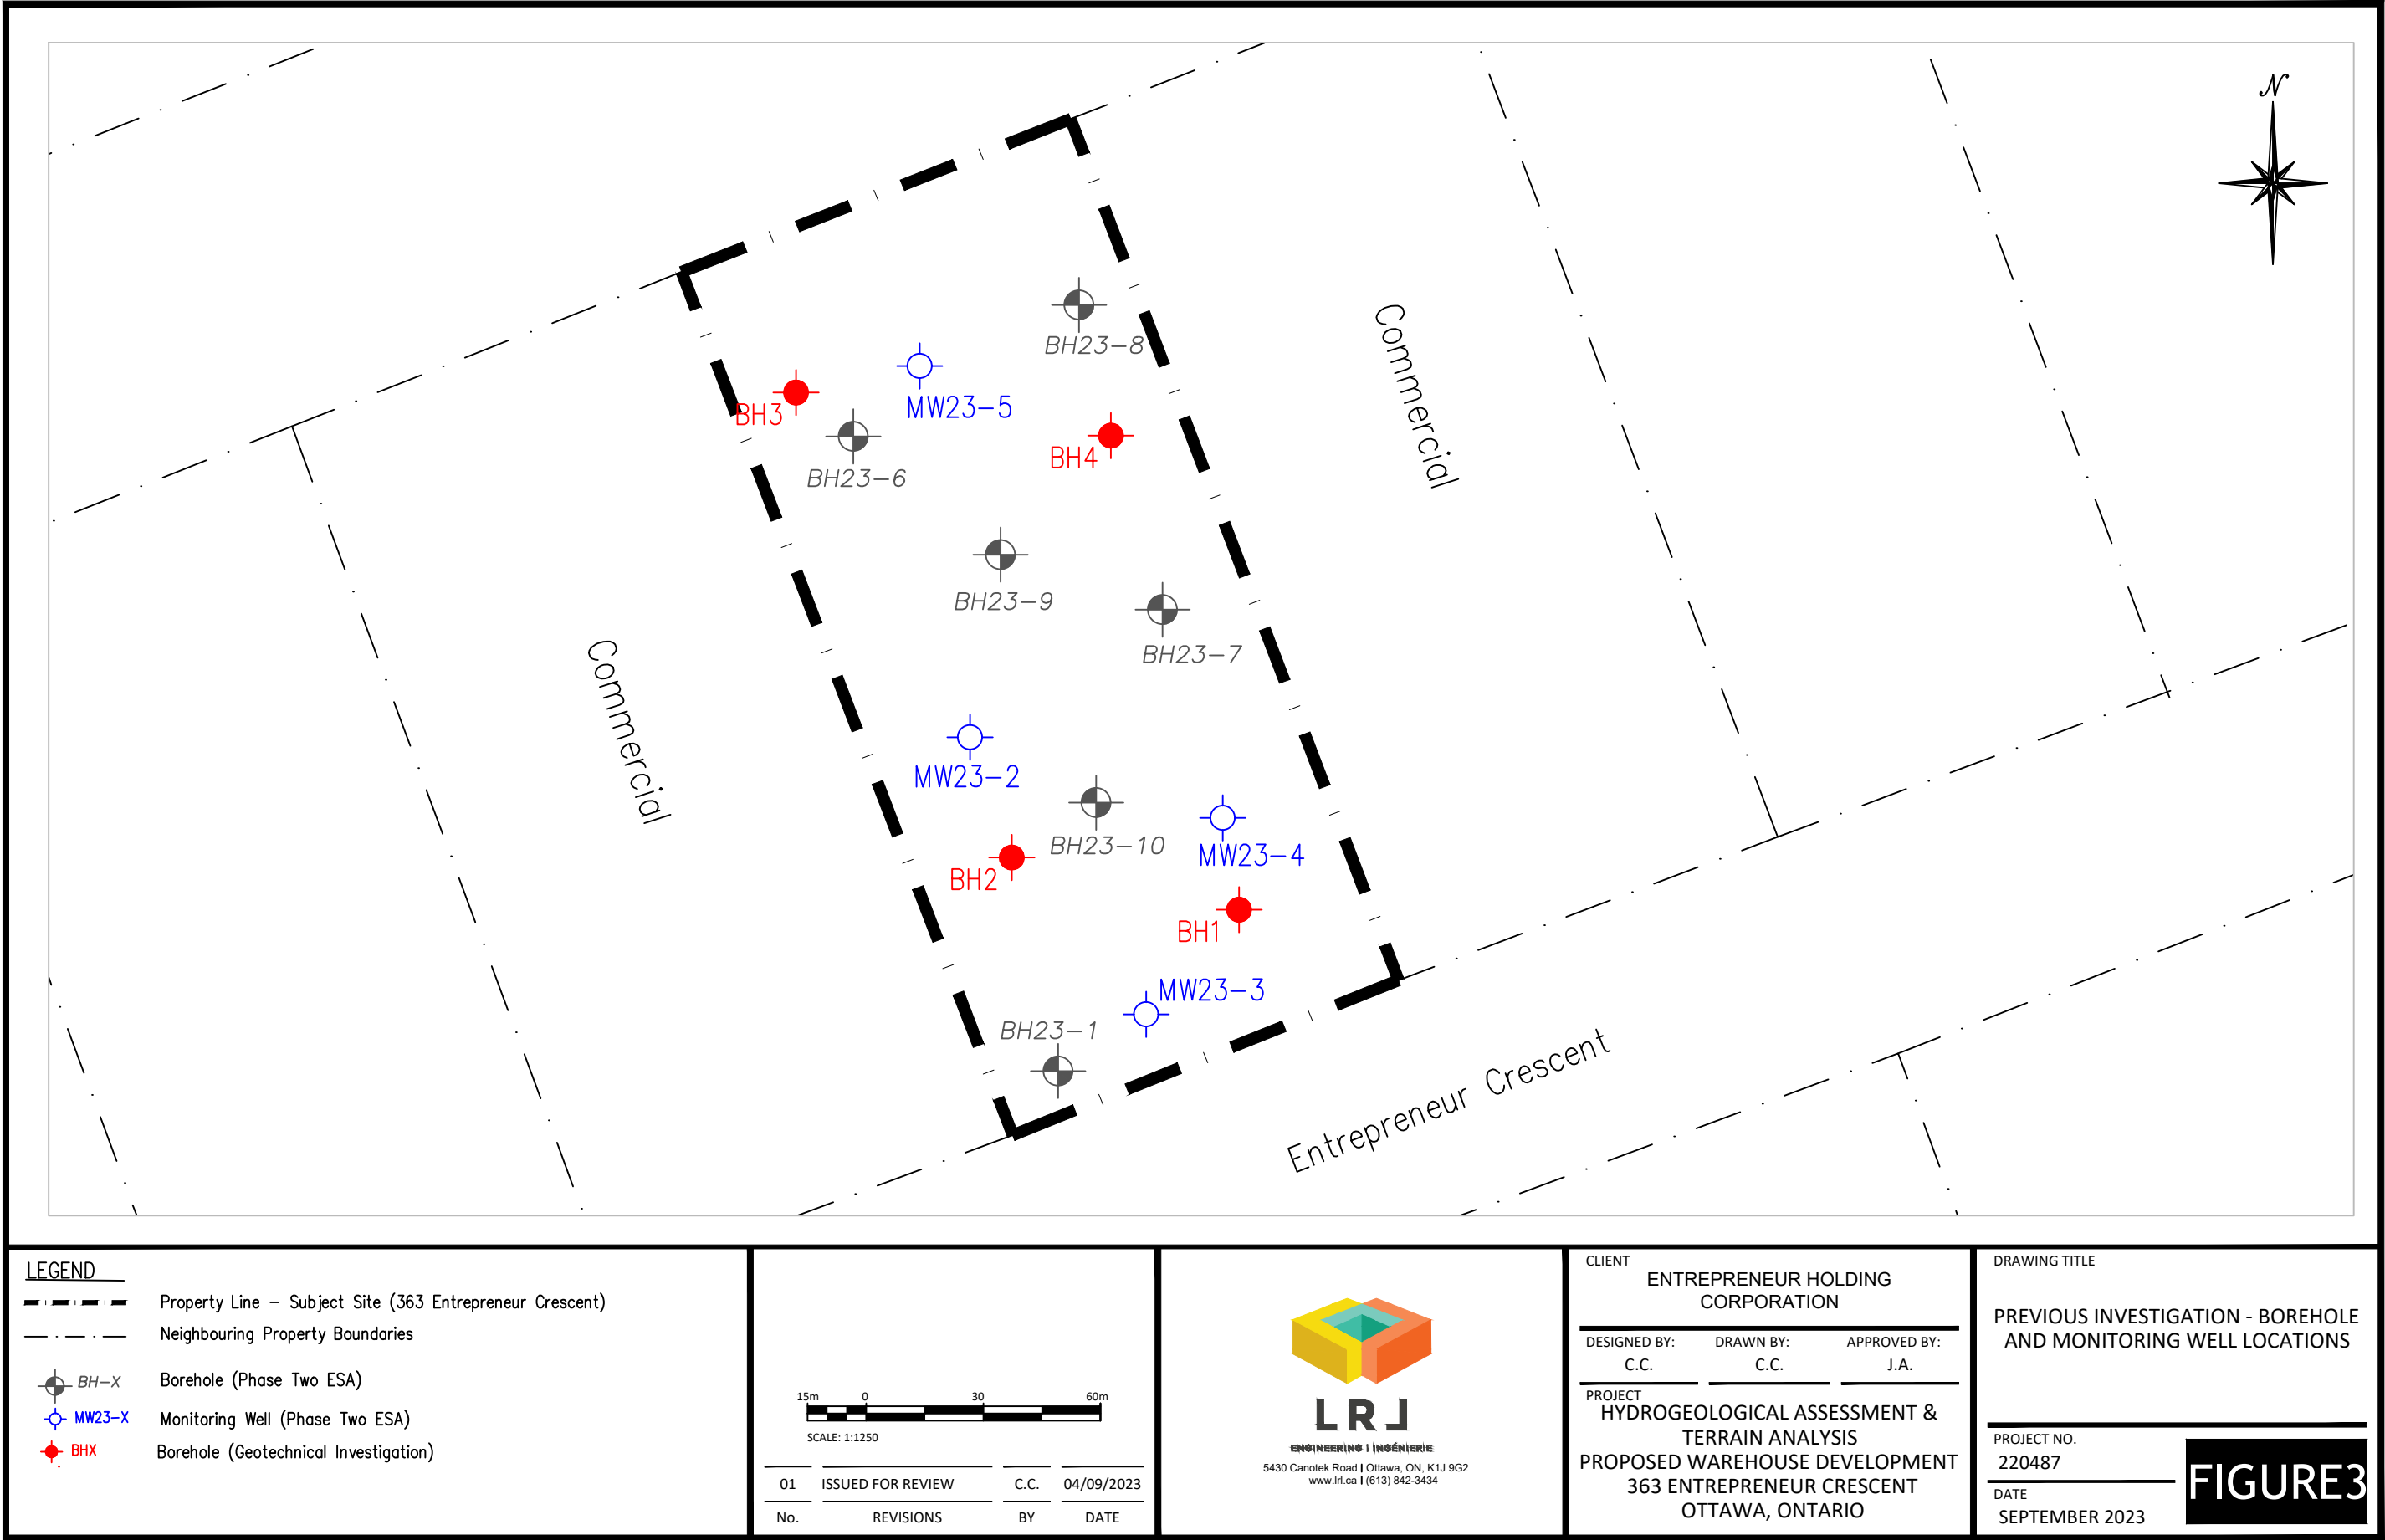 N
BH23-8
MW23-5
BH3
BH4
BH23-6
Commercial
BH23-9
BH23-7
Commercial
MW23-2
BH23-10
MW23-4
BH2
BH1
MW23-3
BH23-1
Entrepreneur Crescent
LEGEND
Property Line - Subject Site (363 Entrepreneur Crescent)
Neighbouring Property Boundaries
BH-X Borehole (Phase Two ESA)
MW23-X Monitoring Well (Phase Two ESA)
BHX Borehole (Geotechnical Investigation)
15m 0 30 60m
SCALE: 1:1250
01 ISSUED FOR REVIEW C.C. 04/09/2023
No. REVISIONS BY DATE
LRL
ENGINEERING | INGÉNIERIE
5430 Canotek Road | Ottawa, ON, K1J 9G2
www.lrl.ca | (613) 842-3434
CLIENT
ENTREPRENEUR HOLDING
CORPORATION
DESIGNED BY: DRAWN BY: APPROVED BY:
C.C. C.C. J.A.
PROJECT
HYDROGEOLOGICAL ASSESSMENT &
TERRAIN ANALYSIS
PROPOSED WAREHOUSE DEVELOPMENT
363 ENTREPRENEUR CRESCENT
OTTAWA, ONTARIO
DRAWING TITLE
PREVIOUS INVESTIGATION - BOREHOLE
AND MONITORING WELL LOCATIONS
PROJECT NO.
220487
DATE
SEPTEMBER 2023
FIGURE3